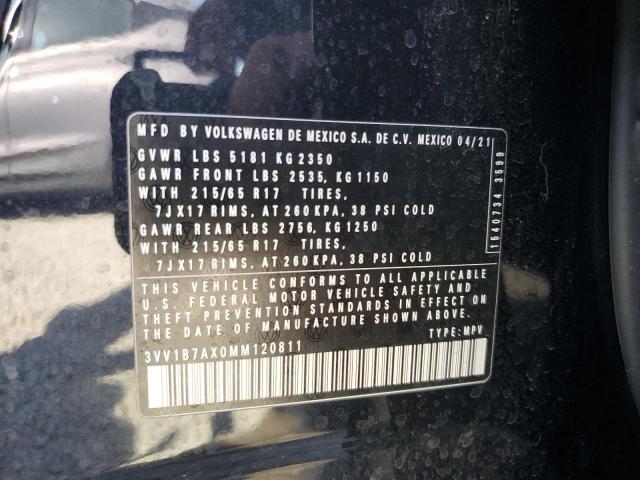 MFD BY VOLKSWAGEN DE MEXICO S.A. DE C.V. MEXICO 04/21
GVWR LBS 5181 KG 2350
GAWR FRONT LBS 2535, KG 1150
WITH 215/65 R17 TIRES,
7JX17 RIMS, AT 260 KPA, 38 PSI COLD
GAWR REAR LBS 2756, KG 1250
WITH 215/65 R17 TIRES,
7JX17 RIMS, AT 260 KPA, 38 PSI COLD
THIS VEHICLE CONFORMS TO ALL APPLICABLE
U.S. FEDERAL MOTOR VEHICLE SAFETY AND
THEFT PREVENTION STANDARDS IN EFFECT ON
THE DATE OF MANUFACTURE SHOWN ABOVE.
3VV1B7AX0MM120811 TYPE: MPV
1540734 3599